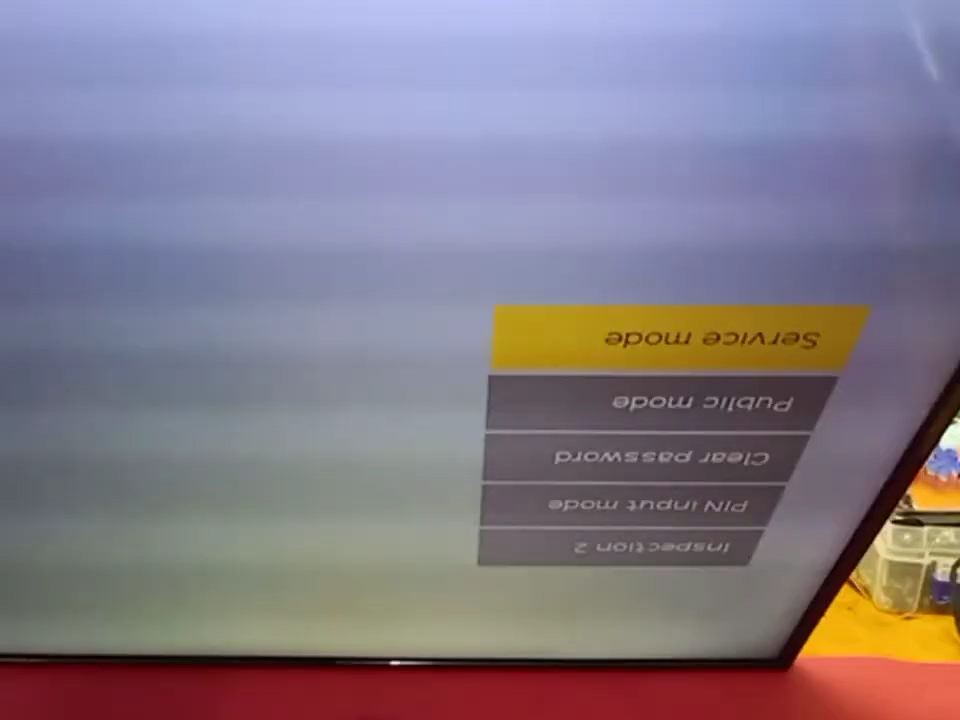 Inspection 2
PIN input mode
Clear password
Public mode
Service mode